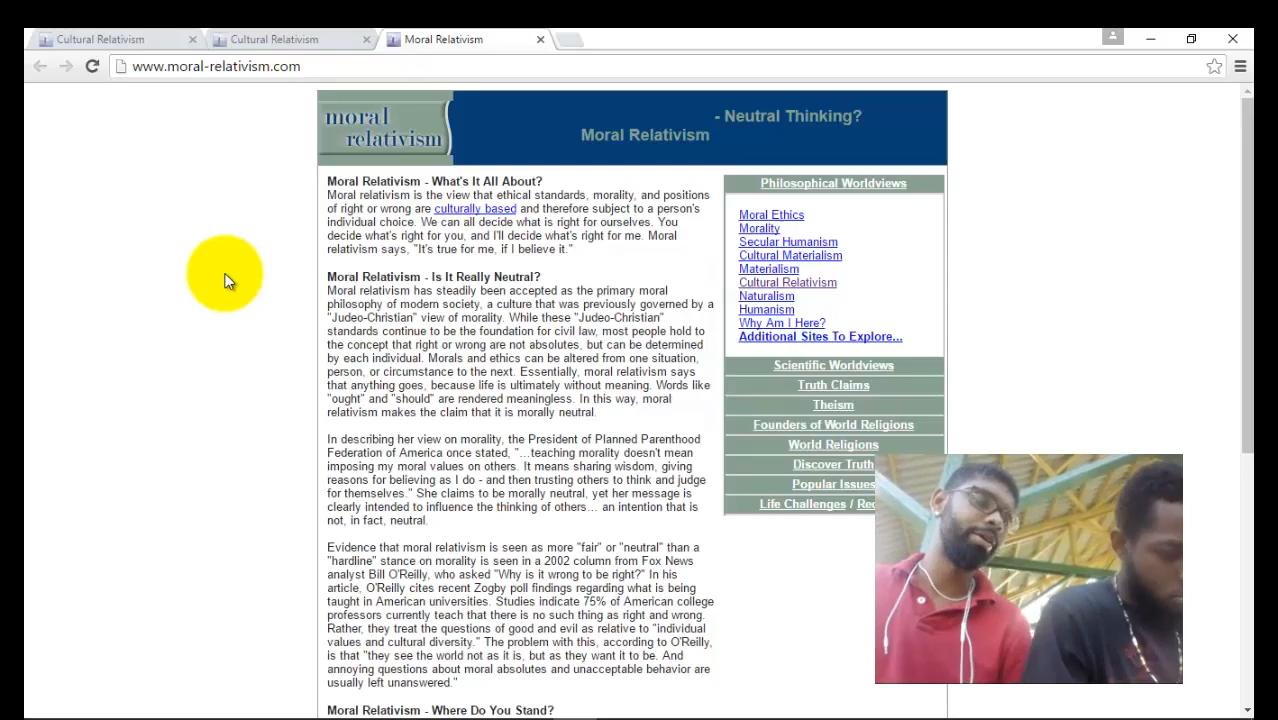 Cultural Relativism
Cultural Relativism
Moral Relativism
www.moral-relativism.com
moral
relativism
- Neutral Thinking?
Moral Relativism
Moral Relativism - What's It All About?
Moral relativism is the view that ethical standards, morality, and positions
of right or wrong are culturally based and therefore subject to a person's
individual choice. We can all decide what is right for ourselves. You
decide what's right for you, and I'll decide what's right for me. Moral
relativism says, "It's true for me, if I believe it."
Moral Relativism - Is It Really Neutral?
Moral relativism has steadily been accepted as the primary moral
philosophy of modern society, a culture that was previously governed by a
"Judeo-Christian" view of morality. While these "Judeo-Christian"
standards continue to be the foundation for civil law, most people hold to
the concept that right or wrong are not absolutes, but can be determined
by each individual. Morals and ethics can be altered from one situation,
person, or circumstance to the next. Essentially, moral relativism says
that anything goes, because life is ultimately without meaning. Words like
"ought" and "should" are rendered meaningless. In this way, moral
relativism makes the claim that it is morally neutral.
In describing her view on morality, the President of Planned Parenthood
Federation of America once stated, "…teaching morality doesn't mean
imposing my moral values on others. It means sharing wisdom, giving
reasons for believing as I do - and then trusting others to think and judge
for themselves." She claims to be morally neutral, yet her message is
clearly intended to influence the thinking of others… an intention that is
not, in fact, neutral.
Evidence that moral relativism is seen as more "fair" or "neutral" than a
"hardline" stance on morality is seen in a 2002 column from Fox News
analyst Bill O'Reilly, who asked "Why is it wrong to be right?" In his
article, O'Reilly cites recent Zogby poll findings regarding what is being
taught in American universities. Studies indicate 75% of American college
professors currently teach that there is no such thing as right and wrong.
Rather, they treat the questions of good and evil as relative to "individual
values and cultural diversity." The problem with this, according to O'Reilly,
is that "they see the world not as it is, but as they want it to be. And
annoying questions about moral absolutes and unacceptable behavior are
usually left unanswered."
Moral Relativism - Where Do You Stand?
Philosophical Worldviews
Moral Ethics
Morality
Secular Humanism
Cultural Materialism
Materialism
Cultural Relativism
Naturalism
Humanism
Why Am I Here?
Additional Sites To Explore...
Scientific Worldviews
Truth Claims
Theism
Founders of World Religions
World Religions
Discover Truth
Popular Issues
Life Challenges /